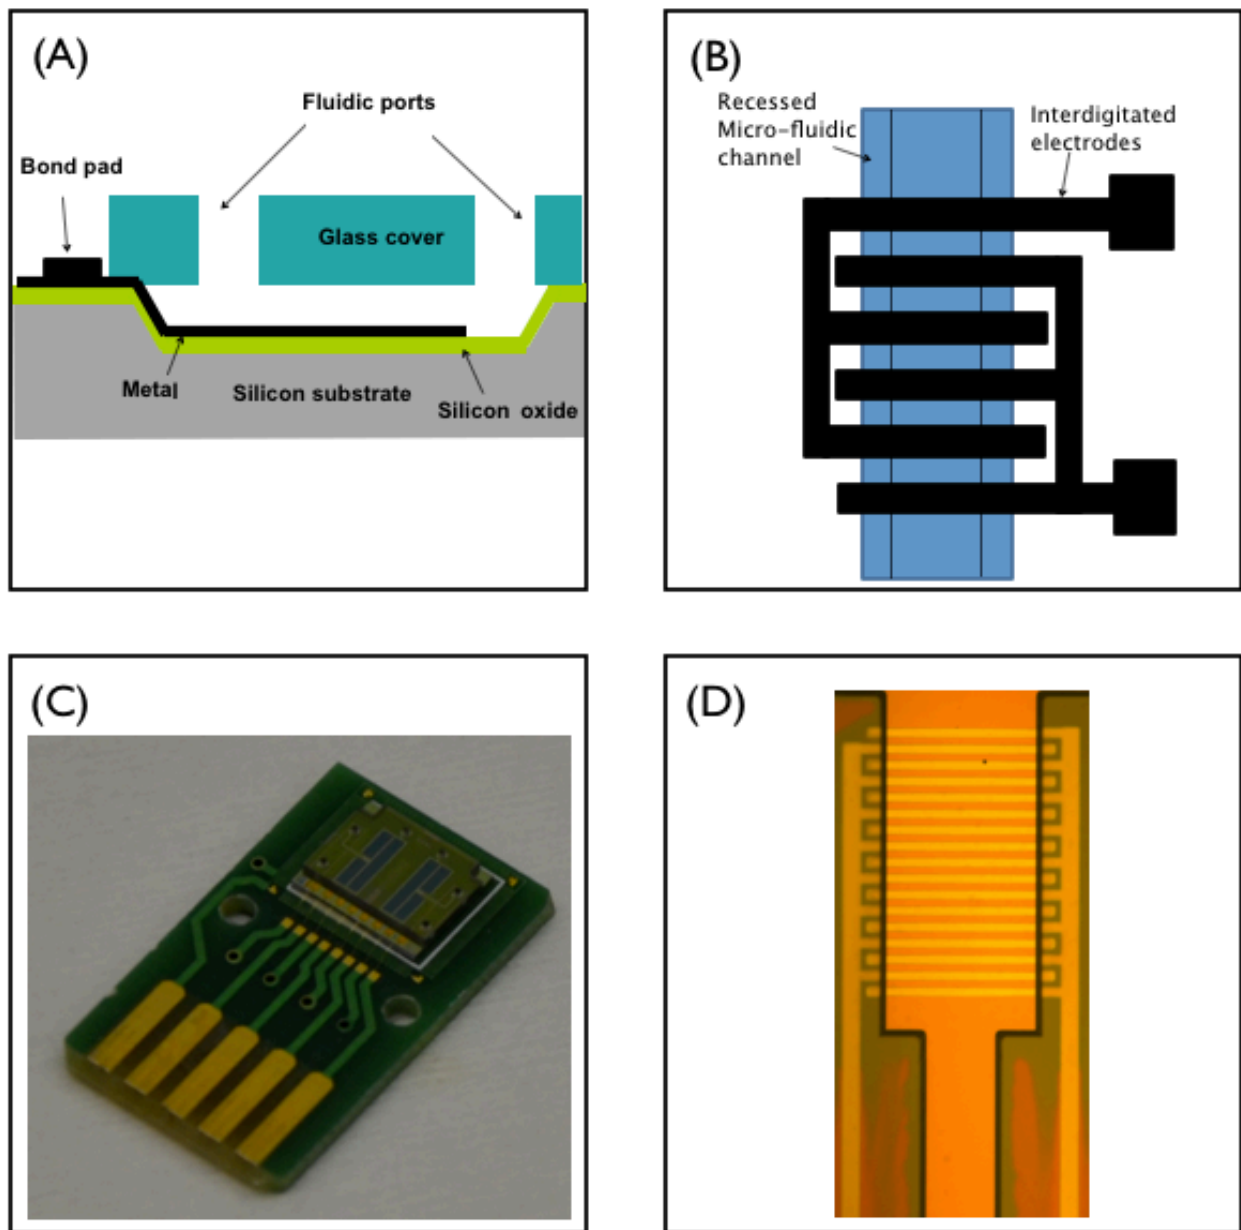 (A)
Fluidic ports
Bond pad
Glass cover
Metal
Silicon substrate
Silicon oxide
(B)
Recessed
Micro-fluidic
channel
Interdigitated
electrodes
(C)
(D)